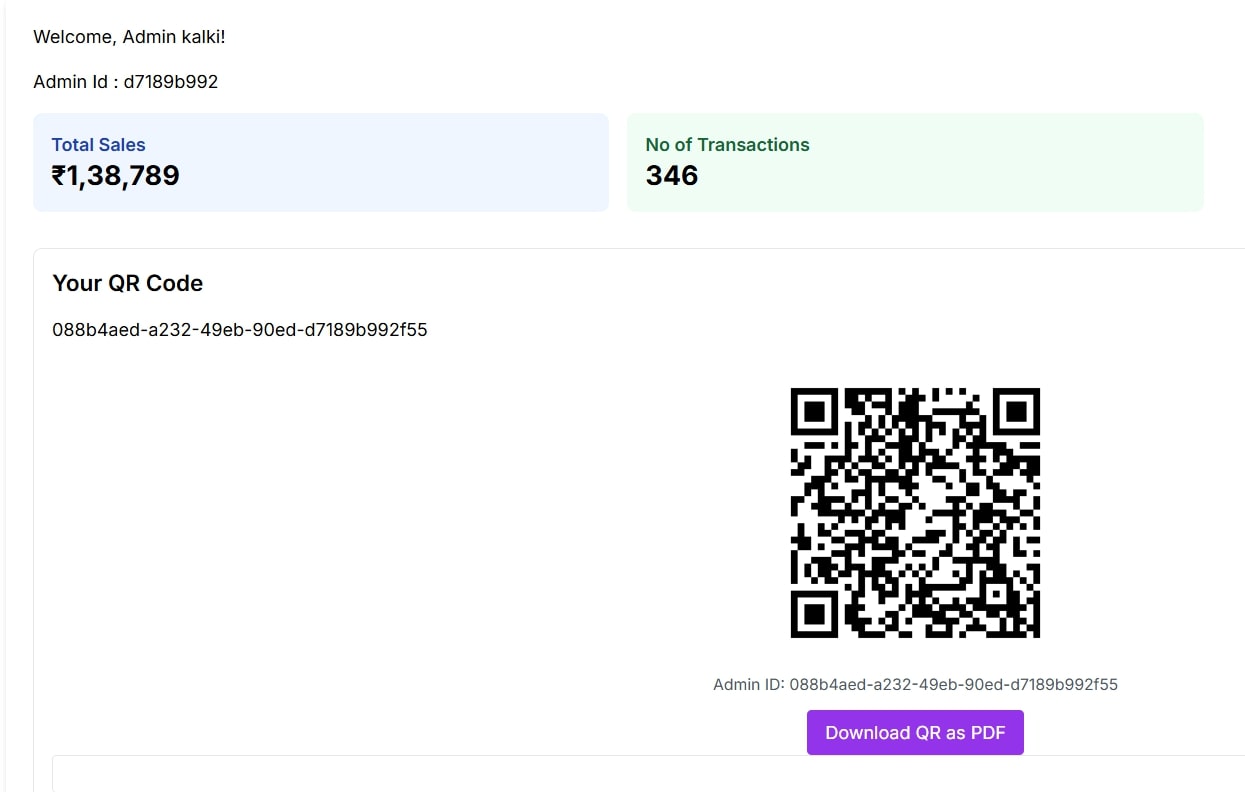 Welcome, Admin kalki!
Admin Id : d7189b992
Total Sales
₹1,38,789
No of Transactions
346
Your QR Code
088b4aed-a232-49eb-90ed-d7189b992f55
Admin ID: 088b4aed-a232-49eb-90ed-d7189b992f55
Download QR as PDF